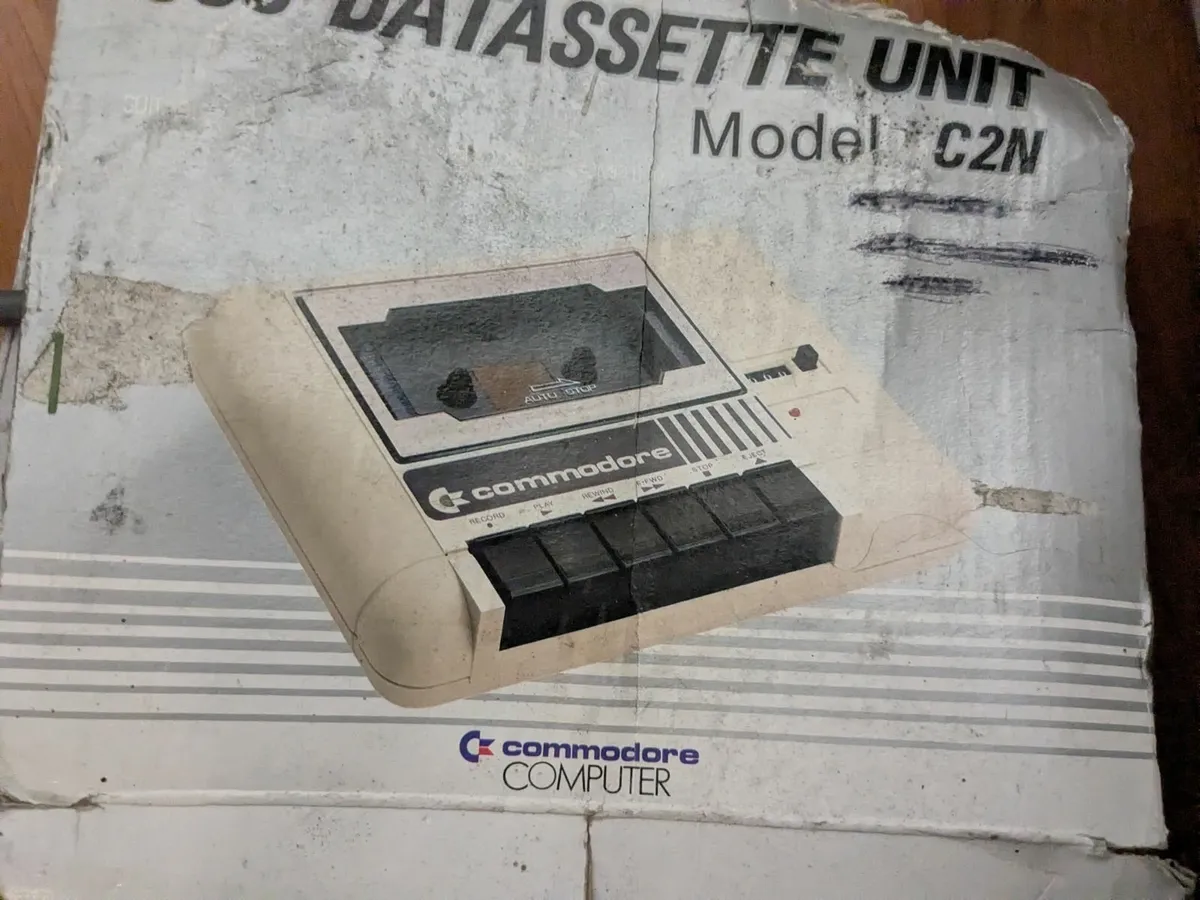 DATASSETTE UNIT
Model C2N
AUTO STOP
commodore
RECORD PLAY REWIND F·FWD STOP EJECT
commodore
COMPUTER